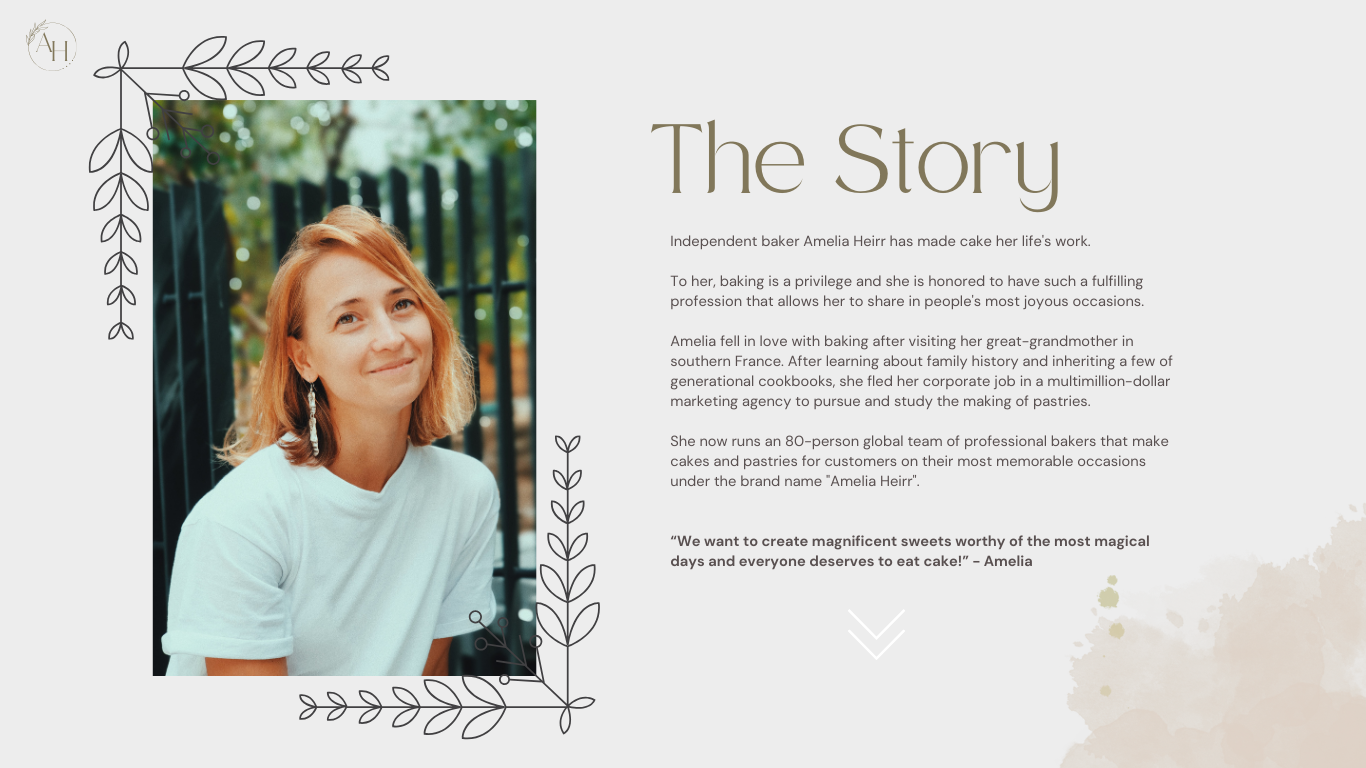 AH
The Story
Independent baker Amelia Heirr has made cake her life's work.
To her, baking is a privilege and she is honored to have such a fulfilling
profession that allows her to share in people's most joyous occasions.
Amelia fell in love with baking after visiting her great-grandmother in
southern France. After learning about family history and inheriting a few of
generational cookbooks, she fled her corporate job in a multimillion-dollar
marketing agency to pursue and study the making of pastries.
She now runs an 80-person global team of professional bakers that make
cakes and pastries for customers on their most memorable occasions
under the brand name "Amelia Heirr".
“We want to create magnificent sweets worthy of the most magical
days and everyone deserves to eat cake!” - Amelia